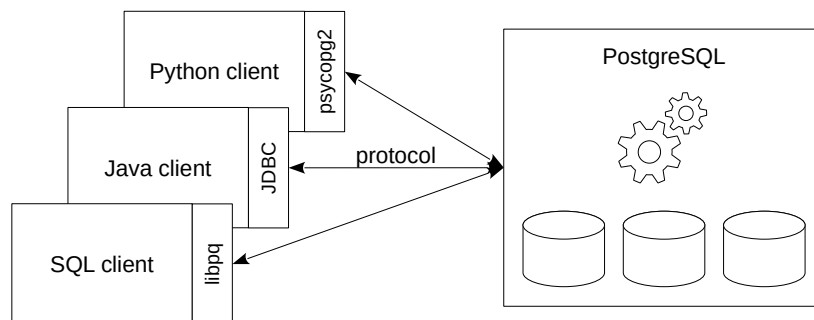 Python client
psycopg2
PostgreSQL
Java client
JDBC
protocol
SQL client
libpq